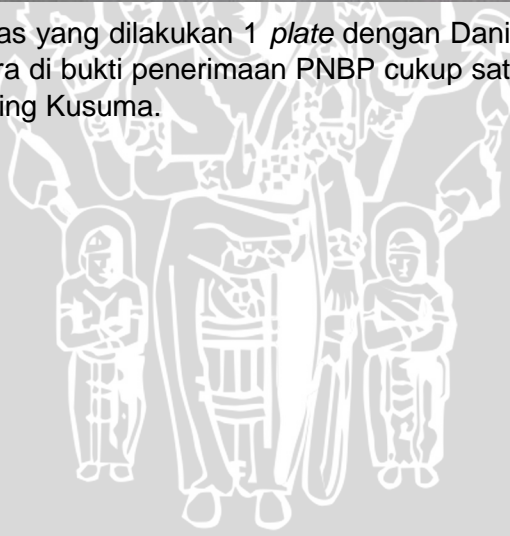 as yang dilakukan 1 plate dengan Dani
ra di bukti penerimaan PNBP cukup sat
ing Kusuma.